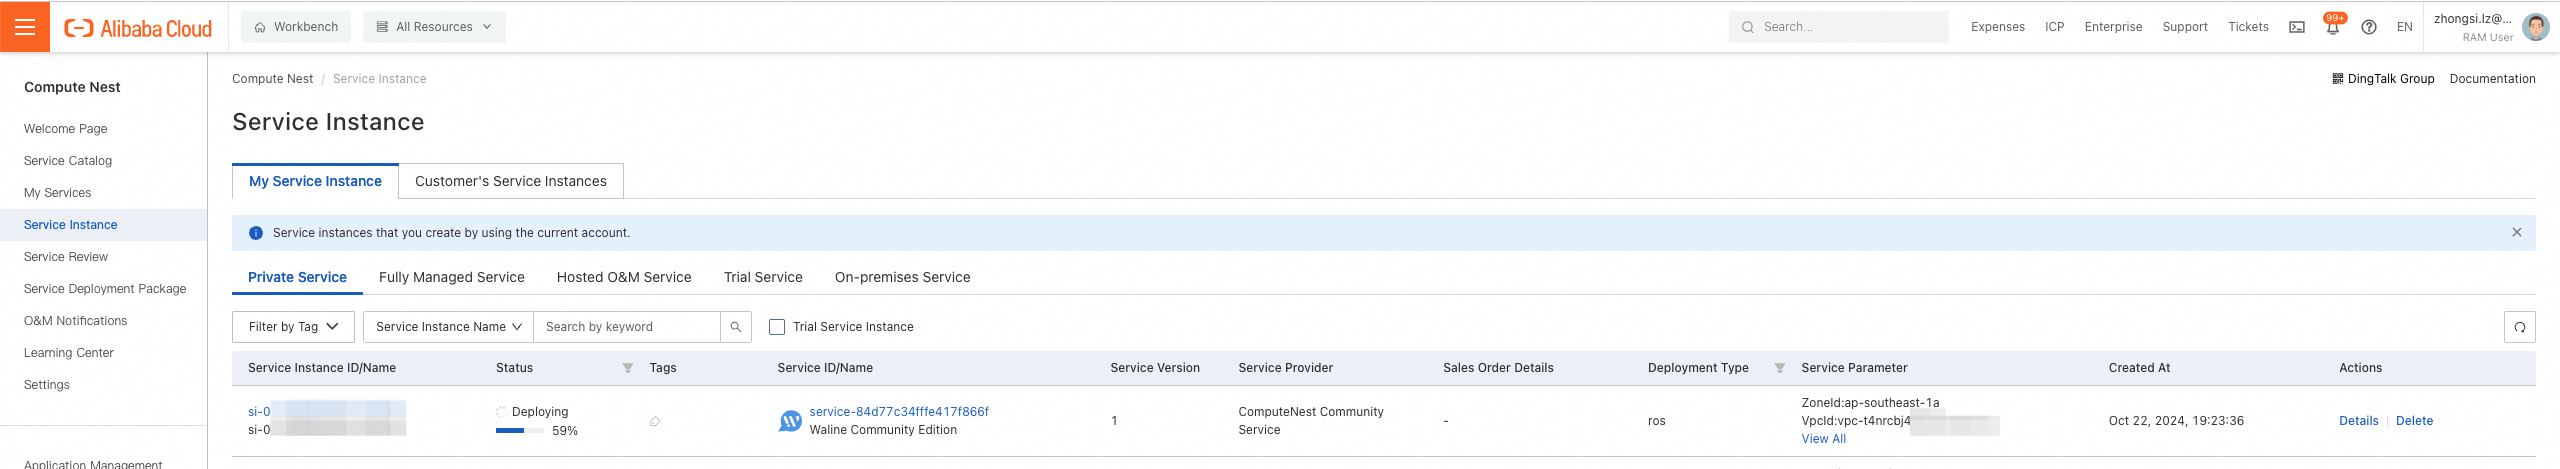 Alibaba Cloud
Workbench
All Resources
Search...
Expenses
ICP
Enterprise
Support
Tickets
99+
EN
zhongsi.lz@...
RAM User
Compute Nest
Welcome Page
Service Catalog
My Services
Service Instance
Service Review
Service Deployment Package
O&M Notifications
Learning Center
Settings
Application Management
Compute Nest / Service Instance
DingTalk Group
Documentation
Service Instance
My Service Instance
Customer's Service Instances
Service instances that you create by using the current account.
Private Service
Fully Managed Service
Hosted O&M Service
Trial Service
On-premises Service
Filter by Tag
Service Instance Name
Search by keyword
Trial Service Instance
Service Instance ID/Name
Status
Tags
Service ID/Name
Service Version
Service Provider
Sales Order Details
Deployment Type
Service Parameter
Created At
Actions
si-0
si-0
Deploying
59%
service-84d77c34fffe417f866f
Waline Community Edition
1
ComputeNest Community
Service
-
ros
ZoneId:ap-southeast-1a
VpcId:vpc-t4nrcbj4
View All
Oct 22, 2024, 19:23:36
Details
Delete